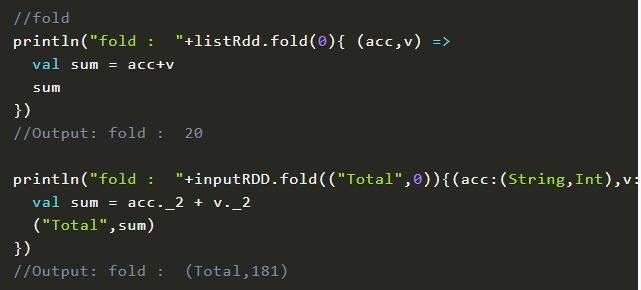 //fold
println("fold :  "+listRdd.fold(0){ (acc,v) =>
  val sum = acc+v
  sum
})
//Output: fold :  20

println("fold :  "+inputRDD.fold(("Total",0)){(acc:(String,Int),v:
  val sum = acc._2 + v._2
  ("Total",sum)
})
//Output: fold :  (Total,181)